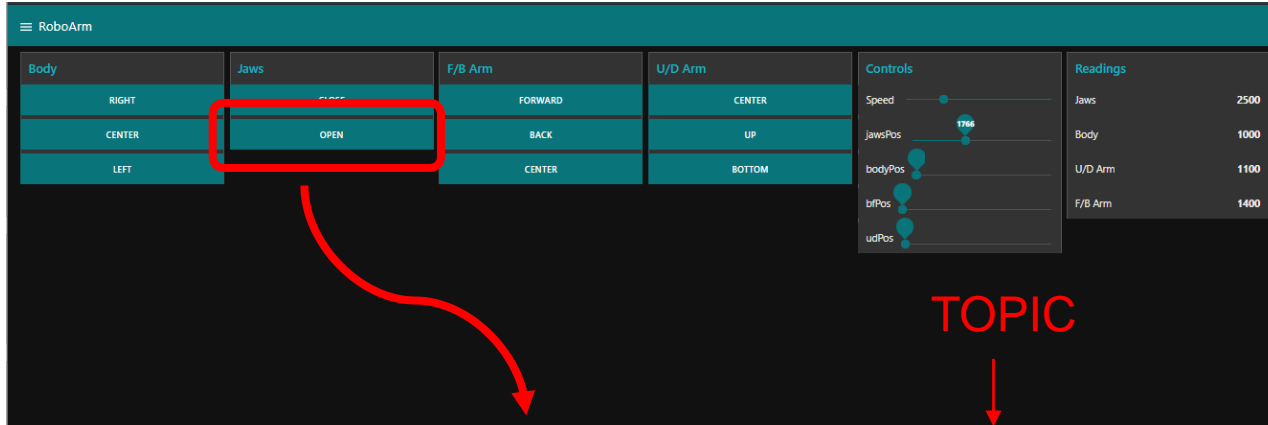 RoboArm
Body
RIGHT
CENTER
LEFT
Jaws
CLOSE
OPEN
F/B Arm
FORWARD
BACK
CENTER
U/D Arm
CENTER
UP
BOTTOM
Controls
Speed
jawsPos 1766
bodyPos
bfPos
udPos
Readings
Jaws 2500
Body 1000
U/D Arm 1100
F/B Arm 1400
TOPIC